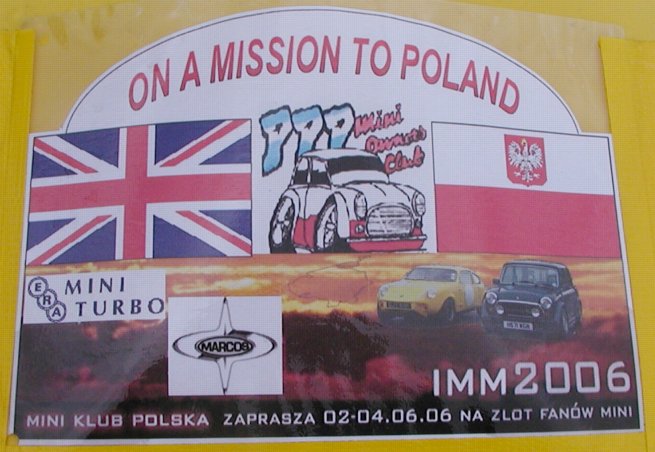 ON A MISSION TO POLAND
PPP mini
owners
club
ERA MINI
TURBO
MARCOS
IMM2006
MINI KLUB POLSKA ZAPRASZA 02-04.06.06 NA ZLOT FANÓW MINI